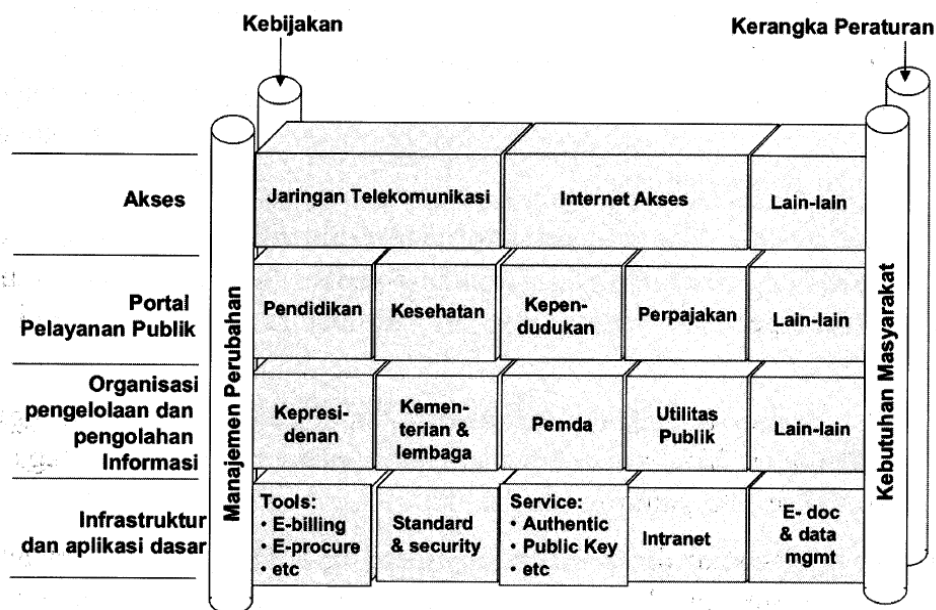 Kebijakan
Kerangka Peraturan
Manajemen Perubahan
Kebutuhan Masyarakat
Akses
Jaringan Telekomunikasi
Internet Akses
Lain-lain
Portal
Pelayanan Publik
Pendidikan
Kesehatan
Kepen-
dudukan
Perpajakan
Lain-lain
Organisasi
pengelolaan dan
pengolahan
Informasi
Kepresi-
denan
Kemen-
terian &
lembaga
Pemda
Utilitas
Publik
Lain-lain
Infrastruktur
dan aplikasi dasar
Tools:
• E-billing
• E-procure
• etc
Standard
& security
Service:
• Authentic
• Public Key
• etc
Intranet
E- doc
& data
mgmt